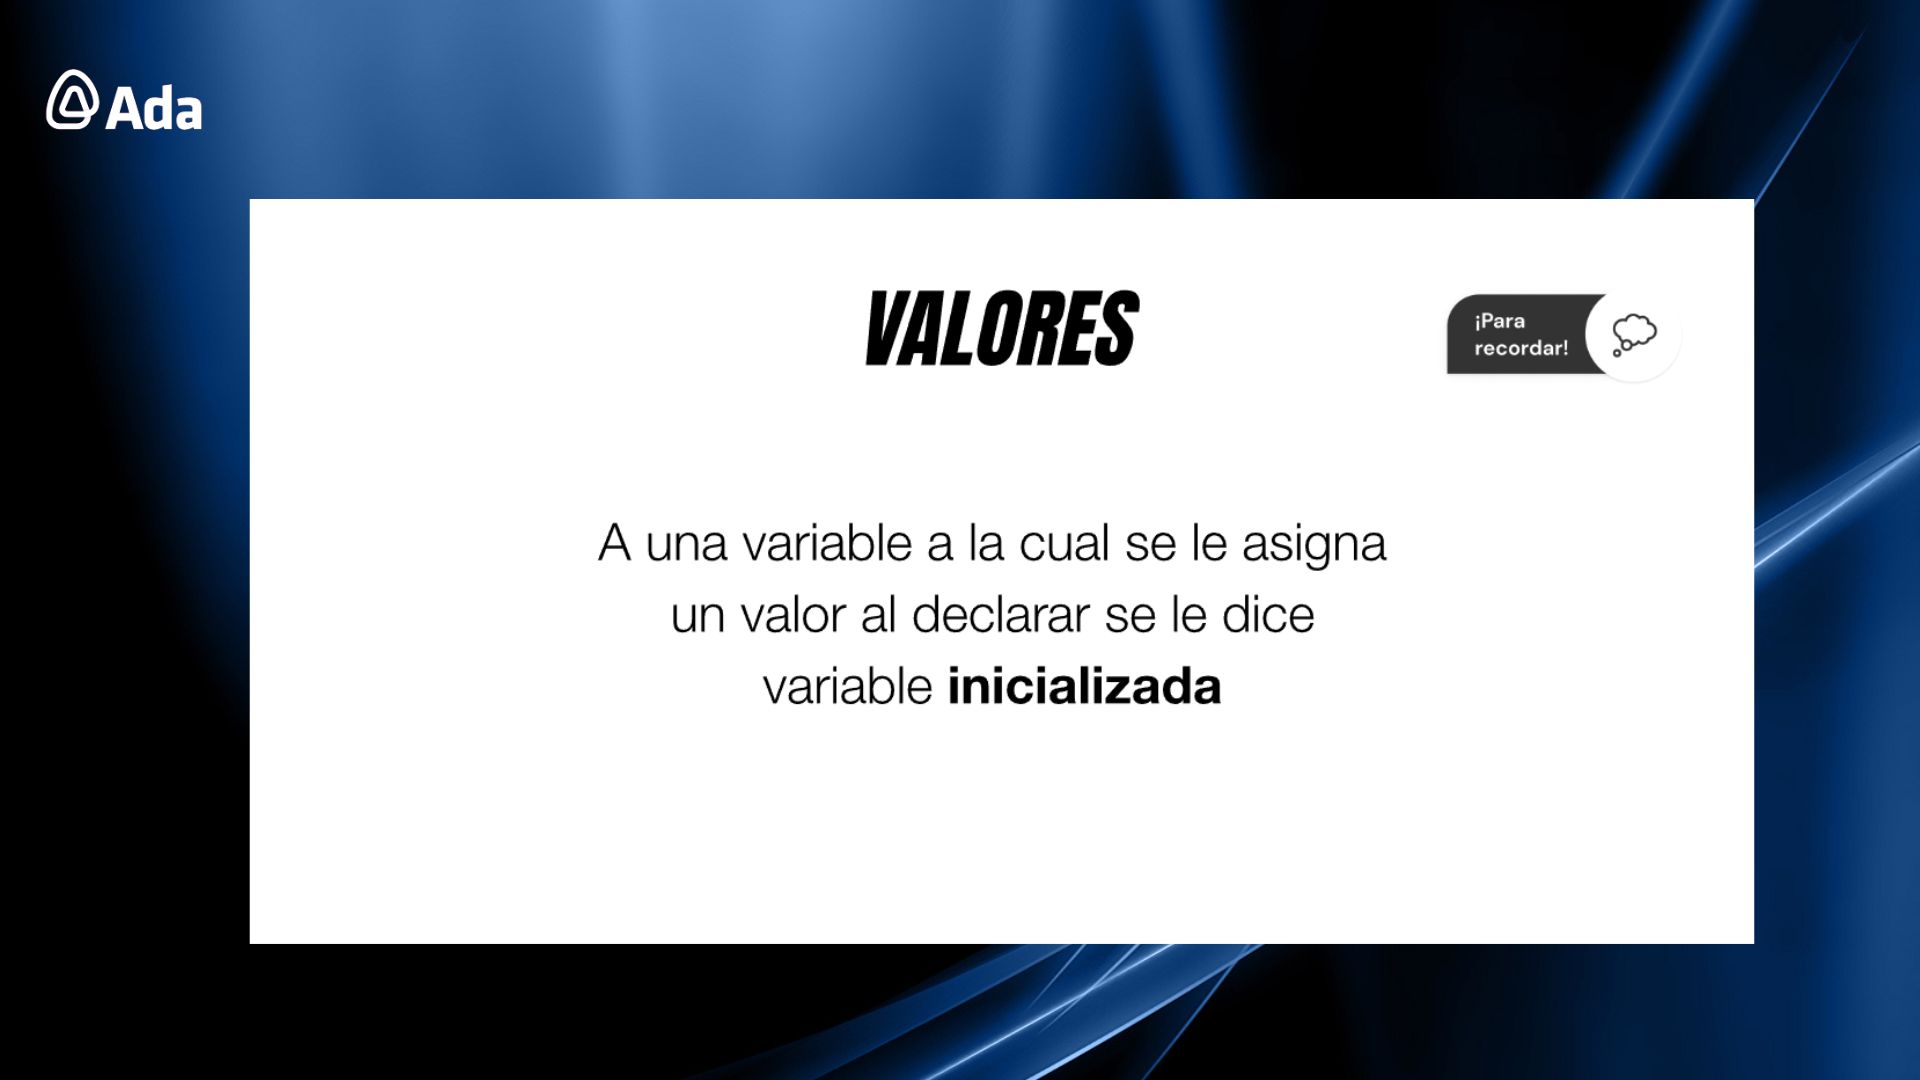 Ada
VALORES
¡Para
recordar!
A una variable a la cual se le asigna
un valor al declarar se le dice
variable inicializada